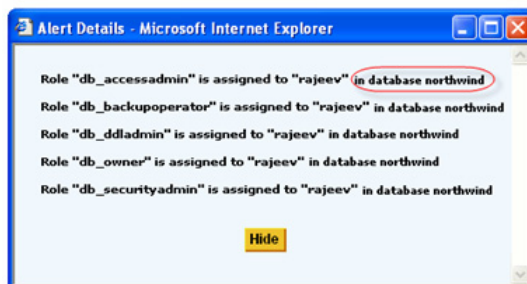 Alert Details - Microsoft Internet Explorer
Role "db_accessadmin" is assigned to "rajeev" in database northwind
Role "db_backupoperator" is assigned to "rajeev" in database northwind
Role "db_ddladmin" is assigned to "rajeev" in database northwind
Role "db_owner" is assigned to "rajeev" in database northwind
Role "db_securityadmin" is assigned to "rajeev" in database northwind
Hide